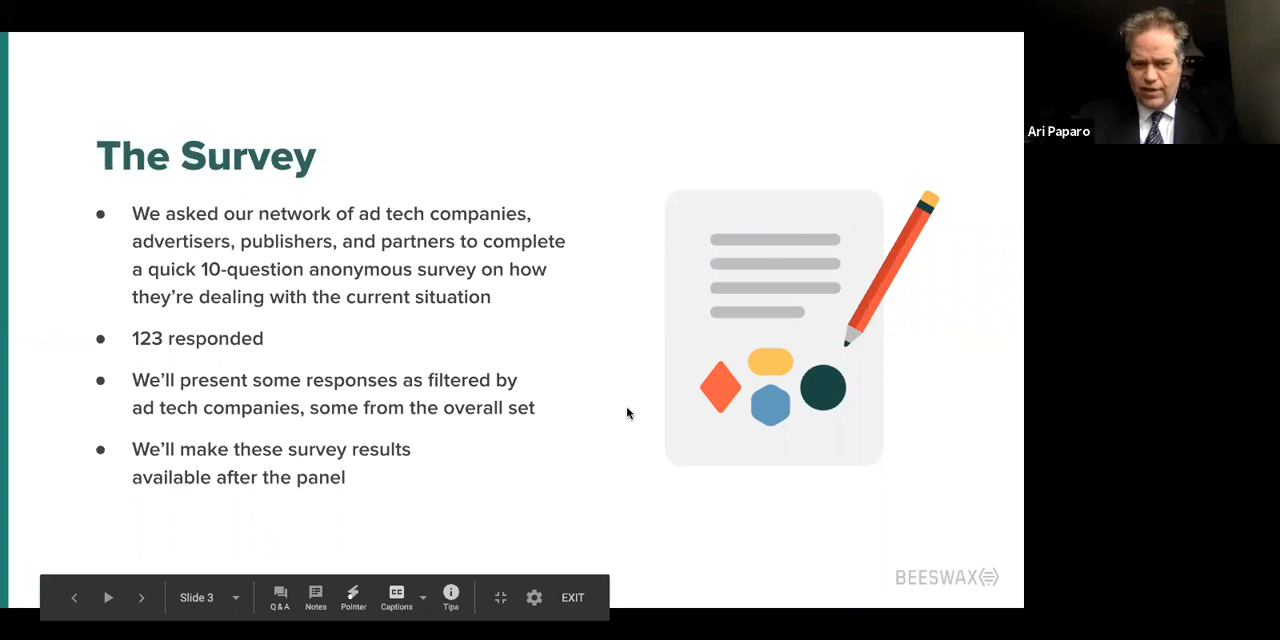 The Survey
● We asked our network of ad tech companies,
advertisers, publishers, and partners to complete
a quick 10-question anonymous survey on how
they’re dealing with the current situation
● 123 responded
● We’ll present some responses as filtered by
ad tech companies, some from the overall set
● We’ll make these survey results
available after the panel
BEESWAX
Slide 3
Q & A
Notes
Pointer
CC
Captions
Tips
EXIT
Ari Paparo